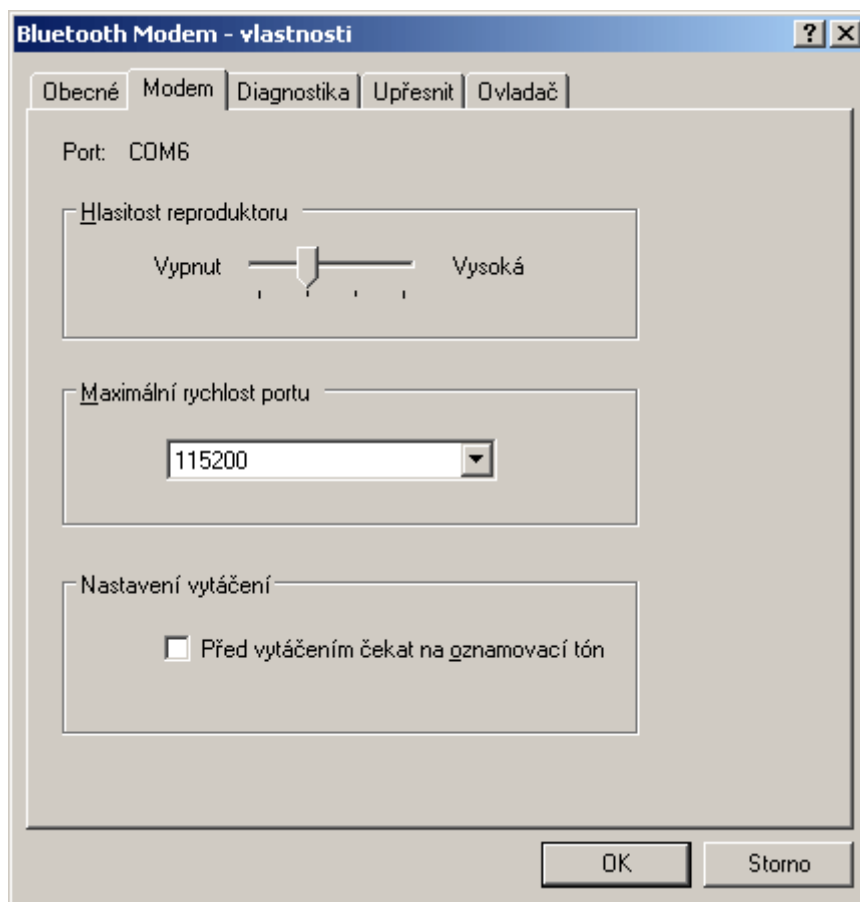 Bluetooth Modem - vlastnosti
Obecné Modem Diagnostika Upřesnit Ovladač
Port: COM6
Hlasitost reproduktoru
Vypnut Vysoká
Maximální rychlost portu
115200
Nastavení vytáčení
Před vytáčením čekat na oznamovací tón
OK Storno